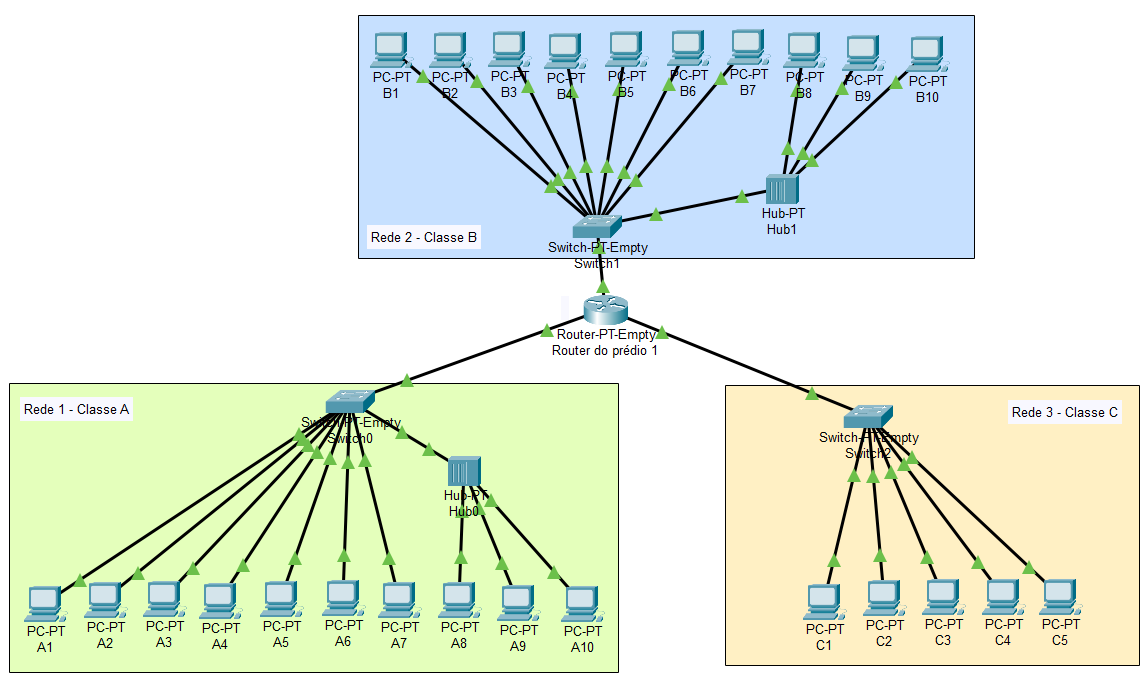 PC-PT
B1
PC-PT
B2
PC-PT
B3
PC-PT
B4
PC-PT
B5
PC-PT
B6
PC-PT
B7
PC-PT
B8
PC-PT
B9
PC-PT
B10
Hub-PT
Hub1
Rede 2 - Classe B
Switch-PT-Empty
Switch1
Router-PT-Empty
Router do prédio 1
Rede 1 - Classe A
Switch-PT-Empty
Switch0
Hub-PT
Hub0
PC-PT
A1
PC-PT
A2
PC-PT
A3
PC-PT
A4
PC-PT
A5
PC-PT
A6
PC-PT
A7
PC-PT
A8
PC-PT
A9
PC-PT
A10
Rede 3 - Classe C
Switch-PT-Empty
Switch2
PC-PT
C1
PC-PT
C2
PC-PT
C3
PC-PT
C4
PC-PT
C5